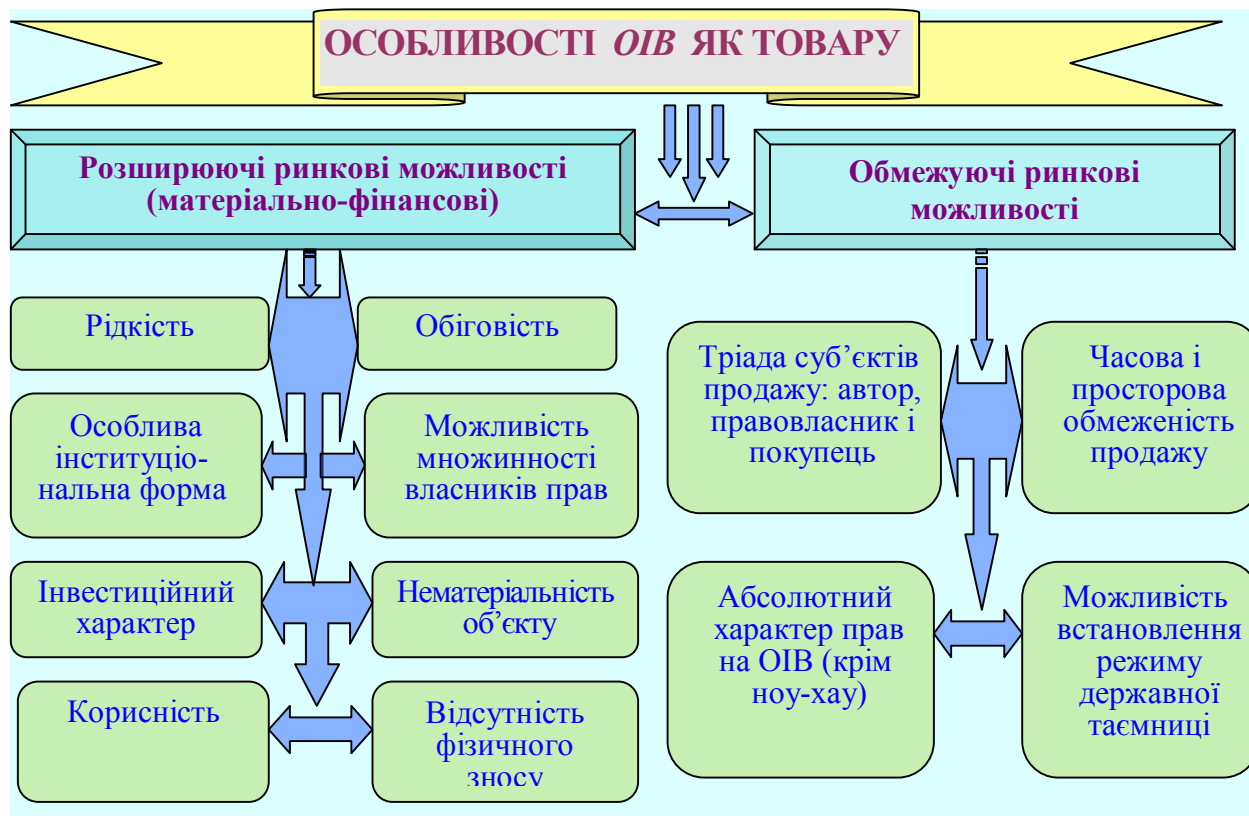 ОСОБЛИВОСТІ ОІВ ЯК ТОВАРУ
Розширюючі ринкові можливості
(матеріально-фінансові)
Обмежуючі ринкові
можливості
Рідкість
Обіговість
Особлива
інституціо-
нальна форма
Можливість
множинності
власників прав
Інвестиційний
характер
Нематеріальність
об’єкту
Корисність
Відсутність
фізичного
зносу
Тріада суб’єктів
продажу: автор,
правовласник і
покупець
Часова і
просторова
обмеженість
продажу
Абсолютний
характер прав
на ОІВ (крім
ноу-хау)
Можливість
встановлення
режиму
державної
таємниці